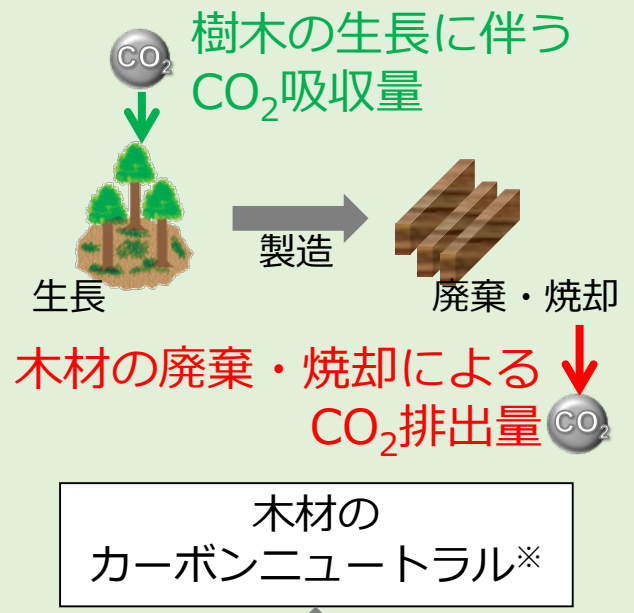 CO₂
樹木の生長に伴う
CO₂吸収量
製造
生長
廃棄・焼却
木材の廃棄・焼却による
CO₂排出量
CO₂
木材の
カーボンニュートラル※